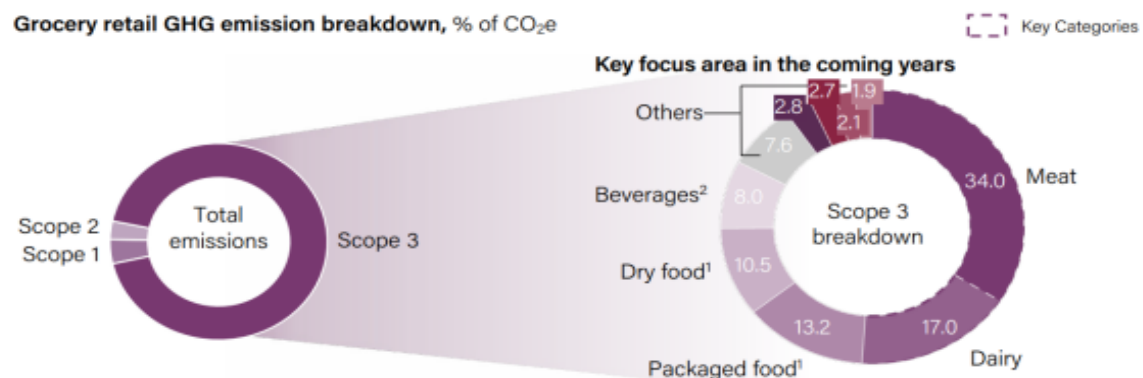 Grocery retail GHG emission breakdown, % of CO₂e
Key Categories
Key focus area in the coming years
Others
2.8
2.7
1.9
2.1
7.6
34.0
Meat
Beverages²
8.0
Scope 2
Scope 1
Total
emissions
Scope 3
Scope 3
breakdown
Dry food¹
10.5
13.2
17.0
Packaged food¹
Dairy